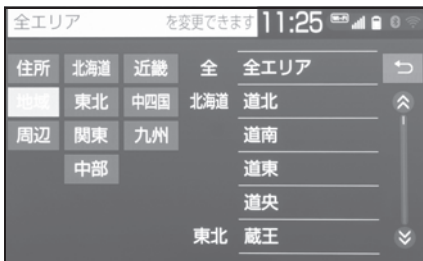 全エリア を変更できます 11:25
住所 北海道 近畿 全 全エリア
地域 東北 中四国 北海道 道北
周辺 関東 九州 道南
中部 道東
道央
東北 蔵王